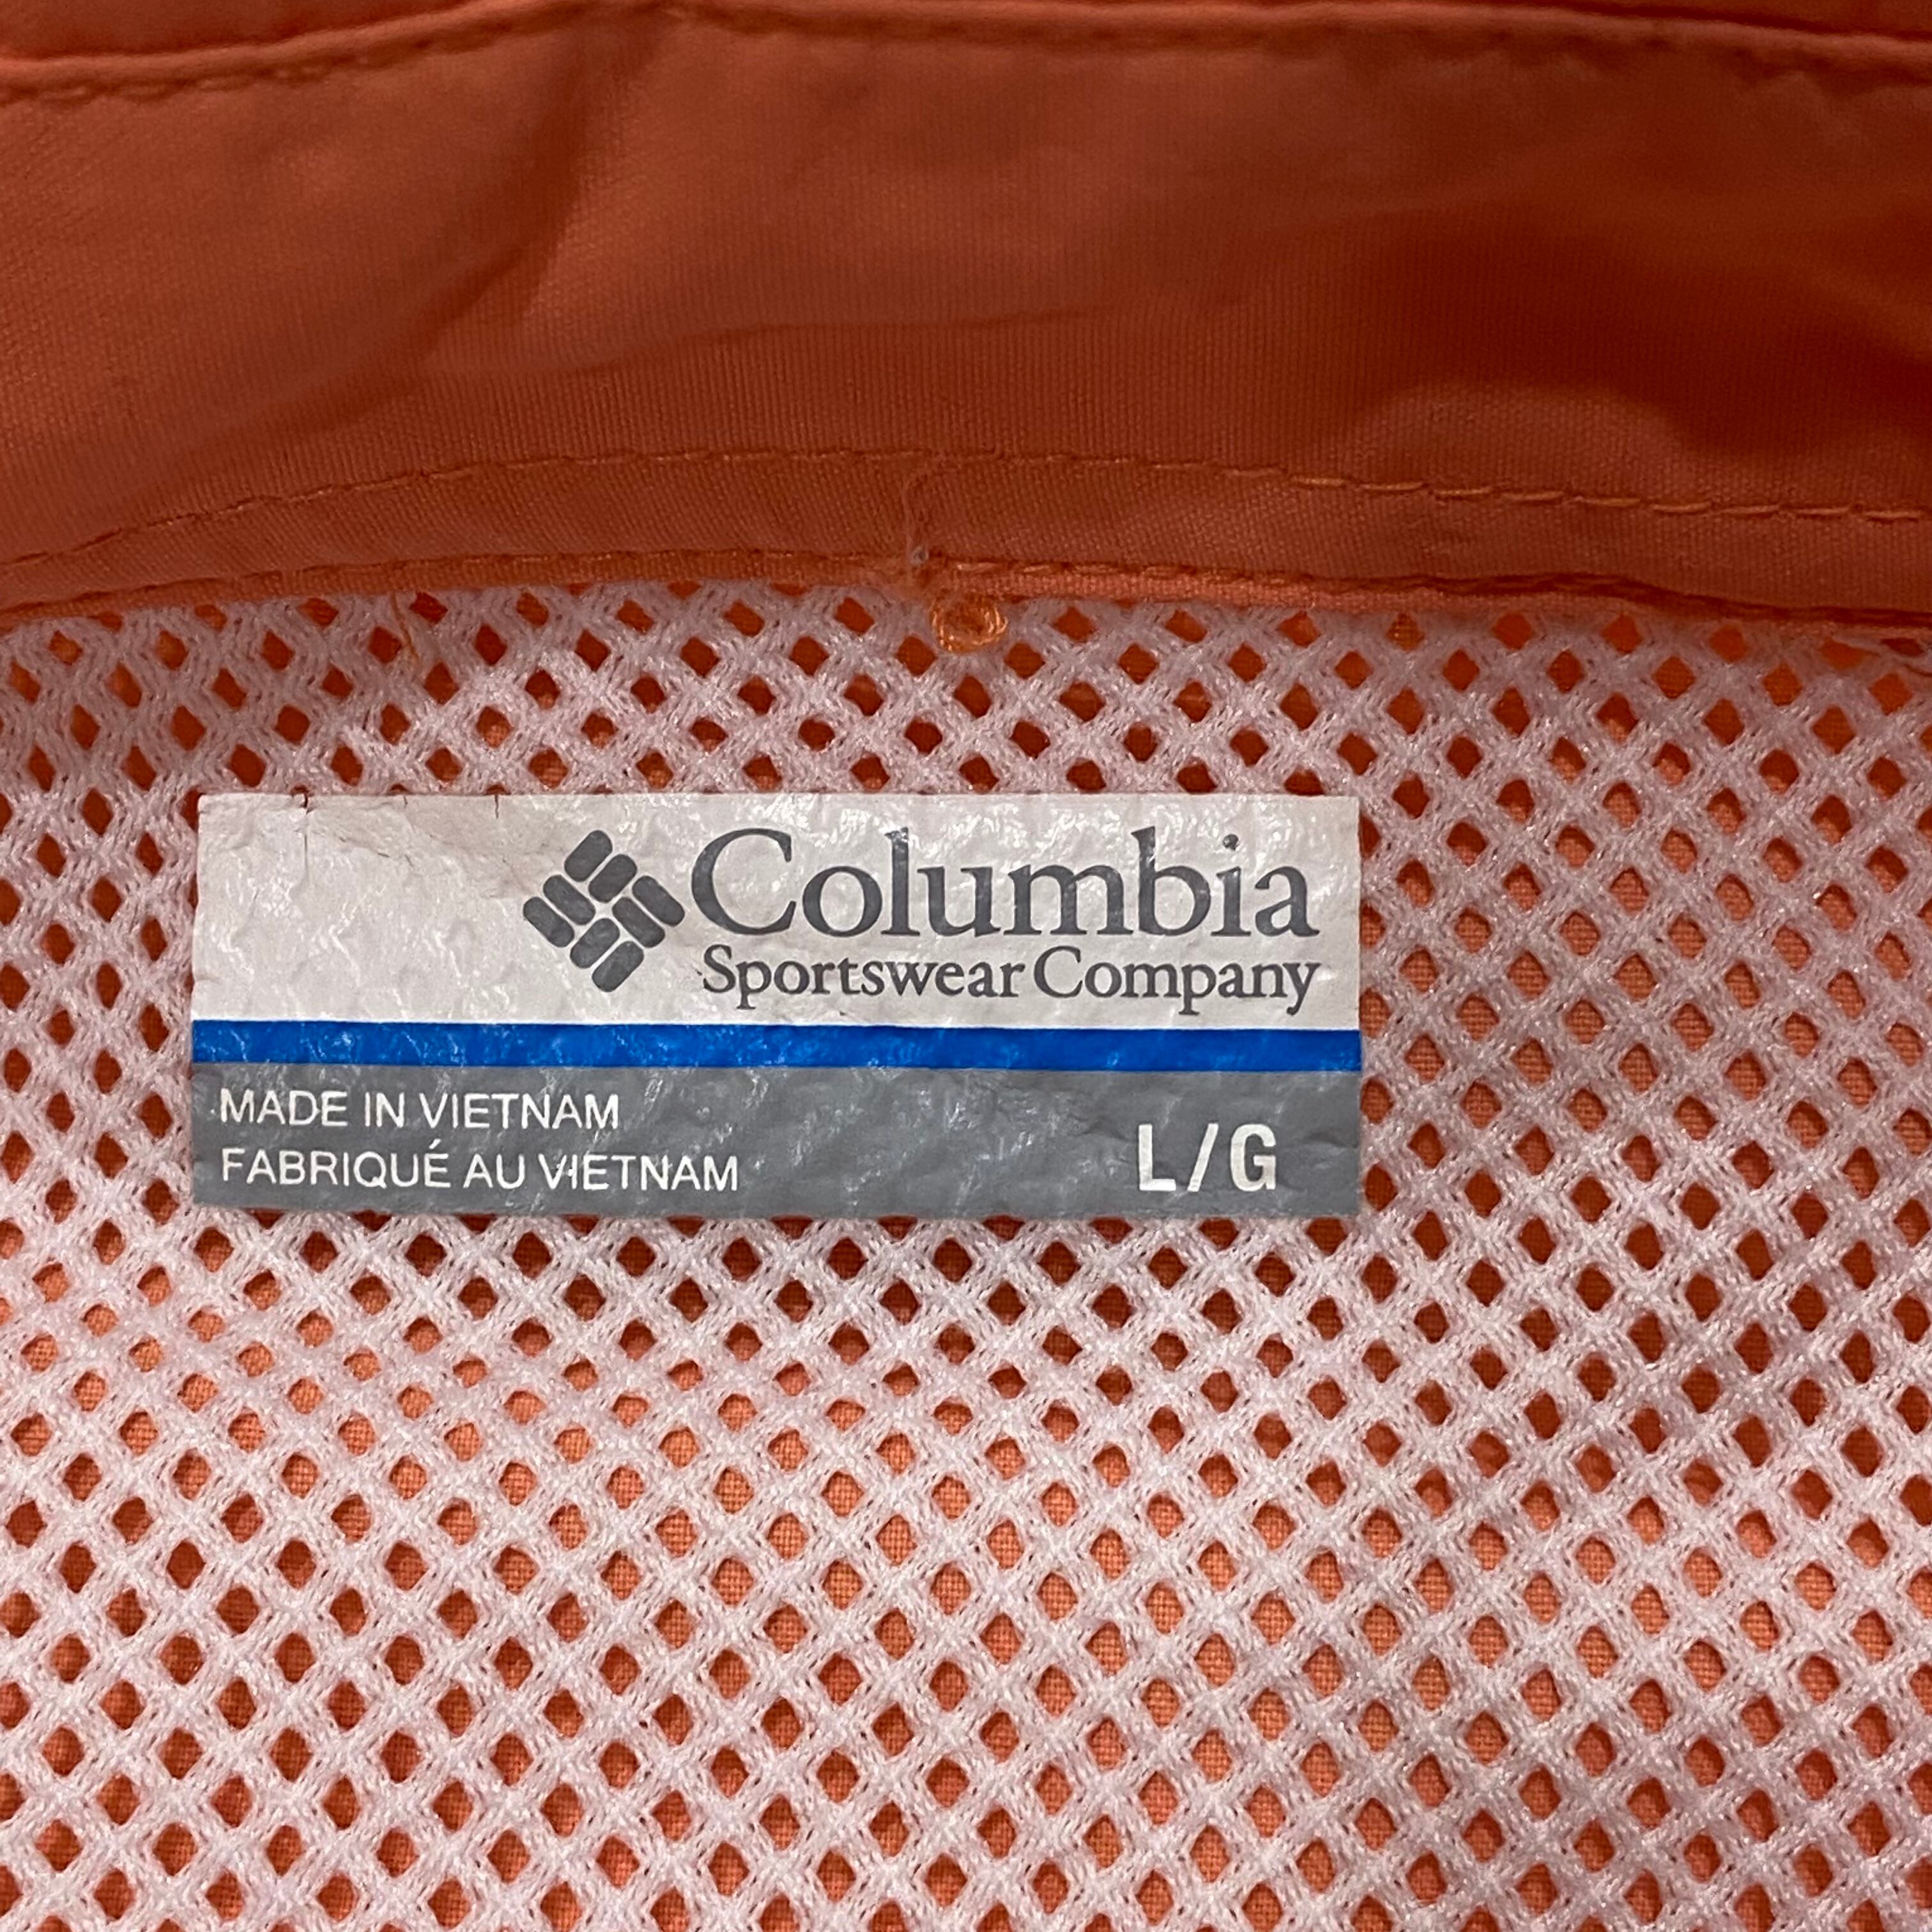 Columbia
Sportswear Company
MADE IN VIETNAM
FABRIQUÉ AU VIETNAM
L/G